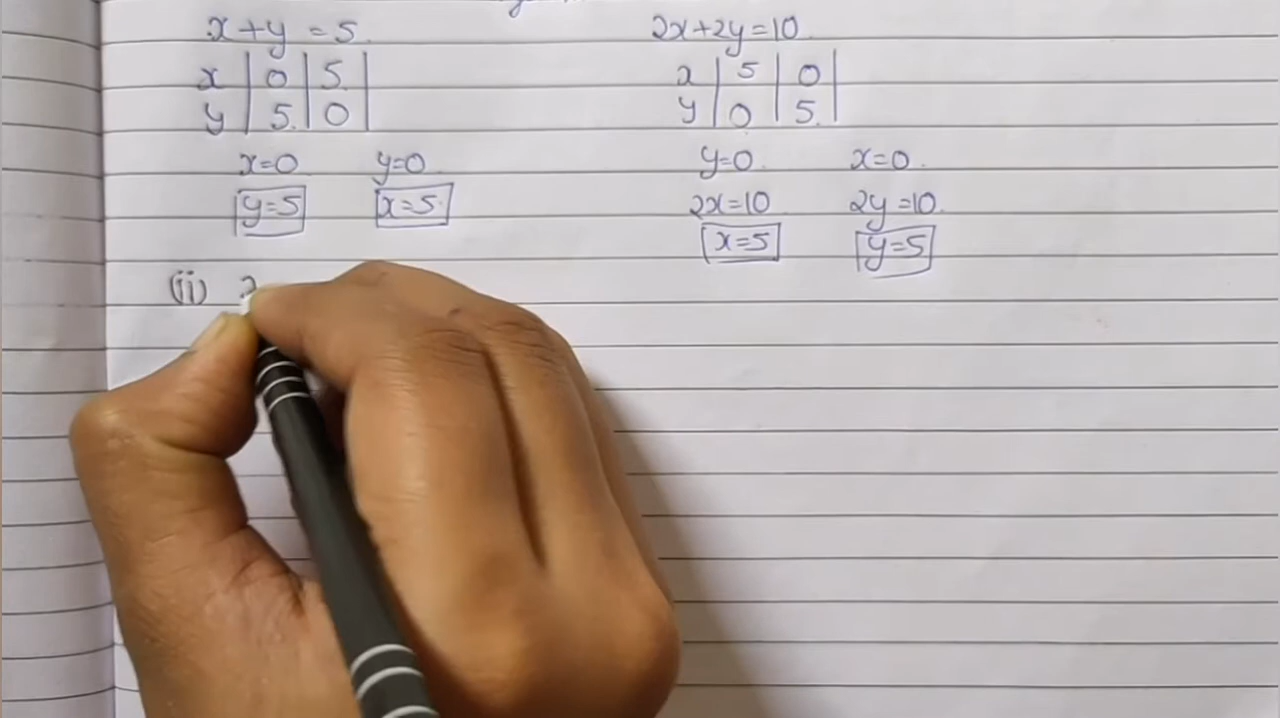 x+y=5 2x+2y=10
x 0 5 x 5 0
y 5 0 y 0 5
x=0 y=0 y=0 x=0
y=5 x=5 2x=10 2y=10
x=5 y=5
(ii)